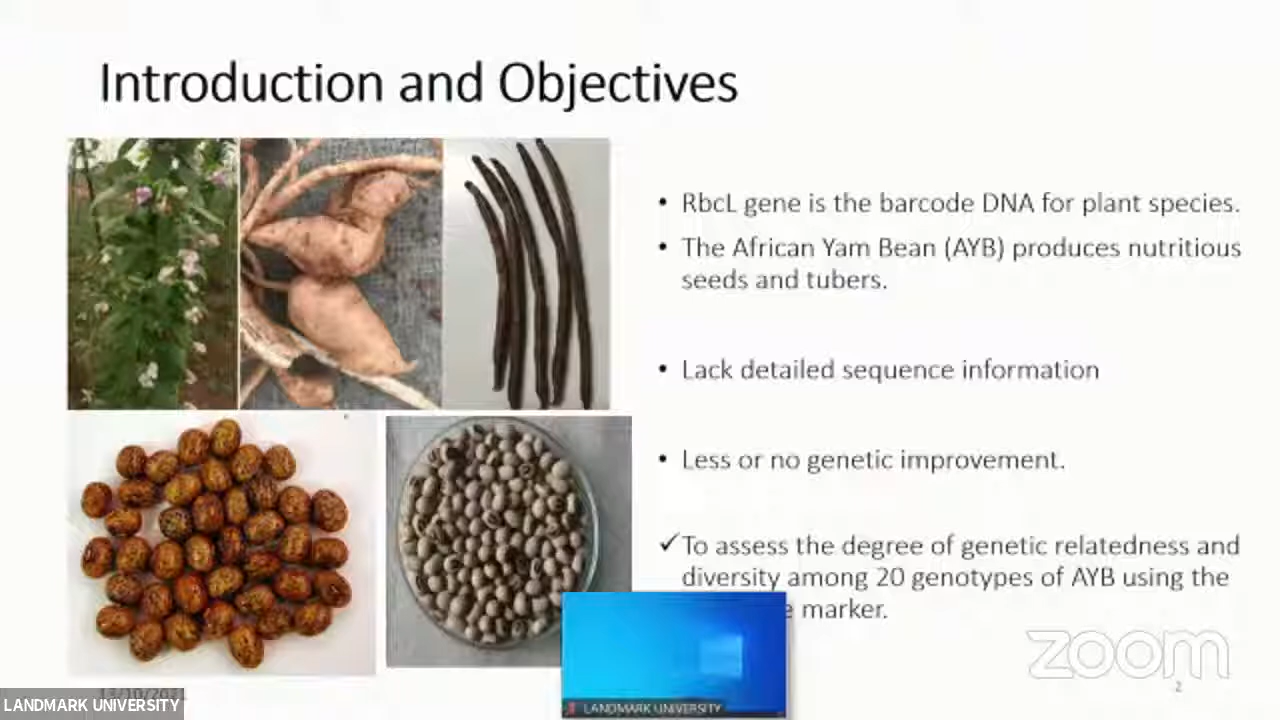 Introduction and Objectives
• RbcL gene is the barcode DNA for plant species.
• The African Yam Bean (AYB) produces nutritious
seeds and tubers.
• Lack detailed sequence information
• Less or no genetic improvement.
✓To assess the degree of genetic relatedness and
diversity among 20 genotypes of AYB using the
marker.
zoom
2
LANDMARK UNIVERSITY
LANDMARK UNIVERSITY